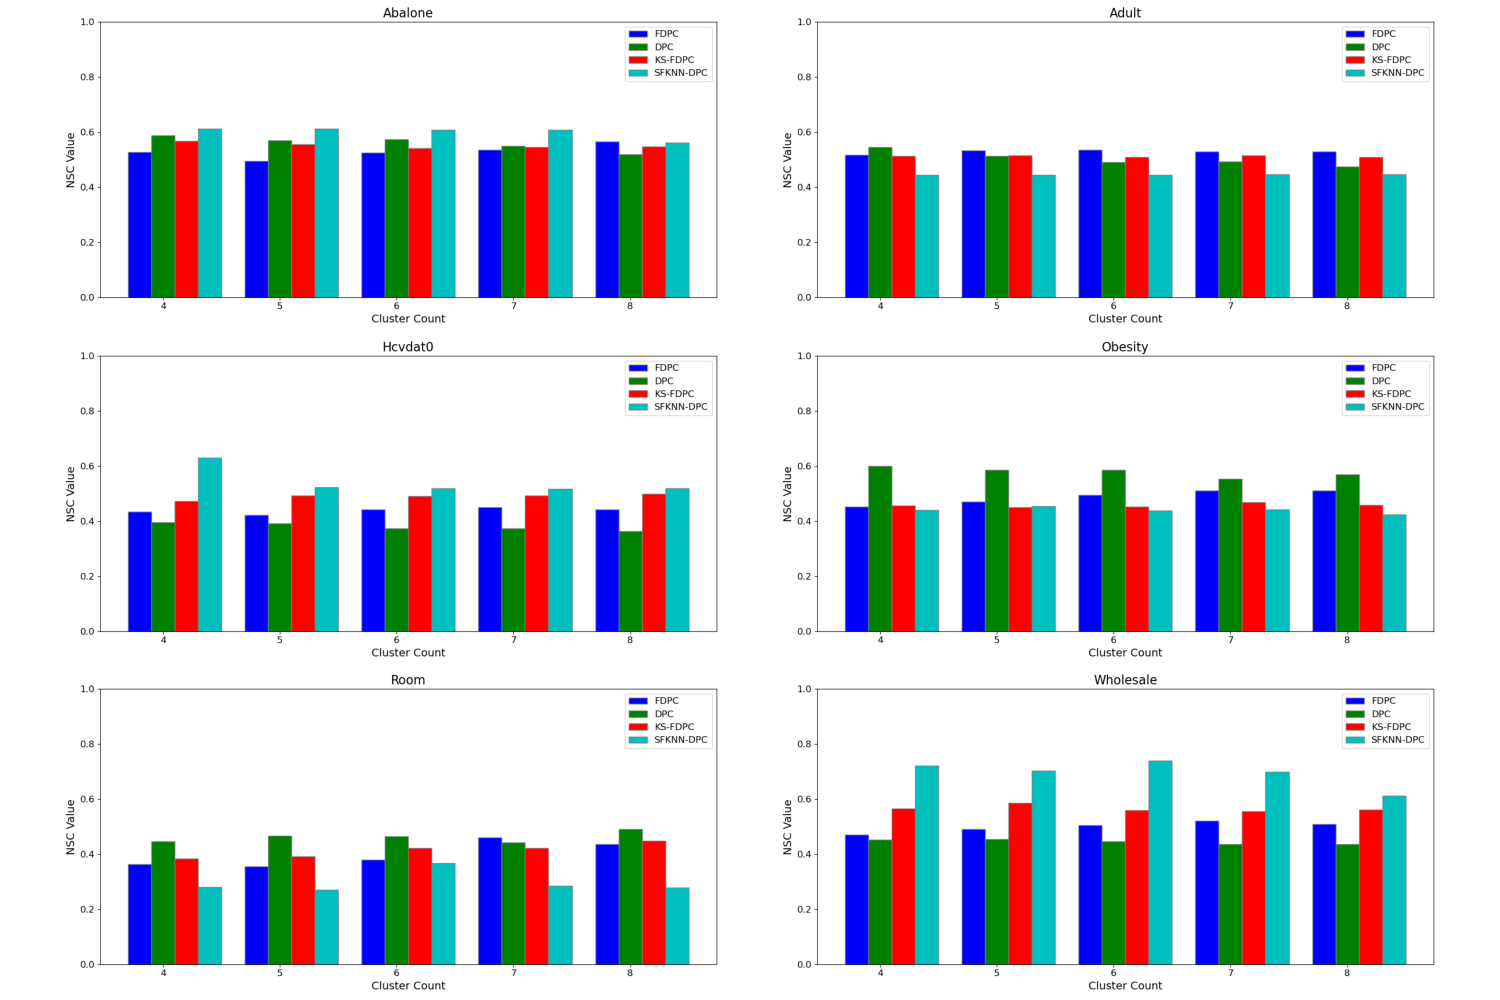 Abalone
1.0
0.8
0.6
0.4
0.2
0.0
NSC Value
4 5 6 7 8
Cluster Count
FDPC
DPC
KS-FDPC
SFKNN-DPC
Adult
1.0
0.8
0.6
0.4
0.2
0.0
NSC Value
4 5 6 7 8
Cluster Count
FDPC
DPC
KS-FDPC
SFKNN-DPC
Hcvdat0
1.0
0.8
0.6
0.4
0.2
0.0
NSC Value
4 5 6 7 8
Cluster Count
FDPC
DPC
KS-FDPC
SFKNN-DPC
Obesity
1.0
0.8
0.6
0.4
0.2
0.0
NSC Value
4 5 6 7 8
Cluster Count
FDPC
DPC
KS-FDPC
SFKNN-DPC
Room
1.0
0.8
0.6
0.4
0.2
0.0
NSC Value
4 5 6 7 8
Cluster Count
FDPC
DPC
KS-FDPC
SFKNN-DPC
Wholesale
1.0
0.8
0.6
0.4
0.2
0.0
NSC Value
4 5 6 7 8
Cluster Count
FDPC
DPC
KS-FDPC
SFKNN-DPC